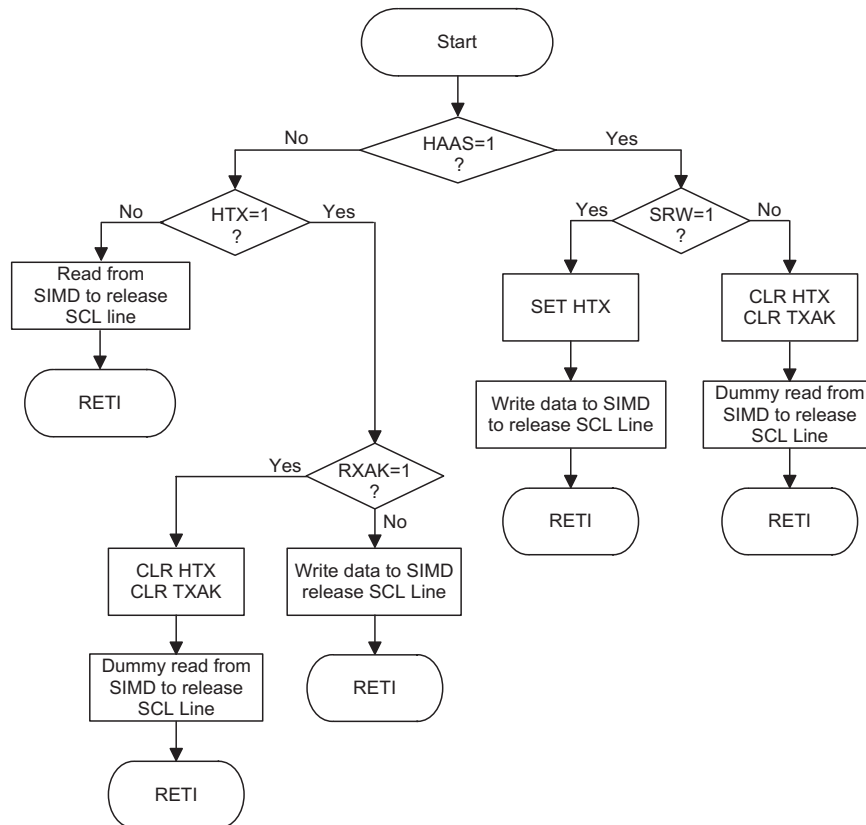 Start
HAAS=1
?
No
Yes
HTX=1
?
No
Yes
SRW=1
?
Yes
No
Read from
SIMD to release
SCL line
RETI
SET HTX
Write data to SIMD
to release SCL Line
RETI
CLR HTX
CLR TXAK
Dummy read from
SIMD to release
SCL Line
RETI
RXAK=1
?
Yes
No
CLR HTX
CLR TXAK
Dummy read from
SIMD to release
SCL Line
RETI
Write data to SIMD
release SCL Line
RETI